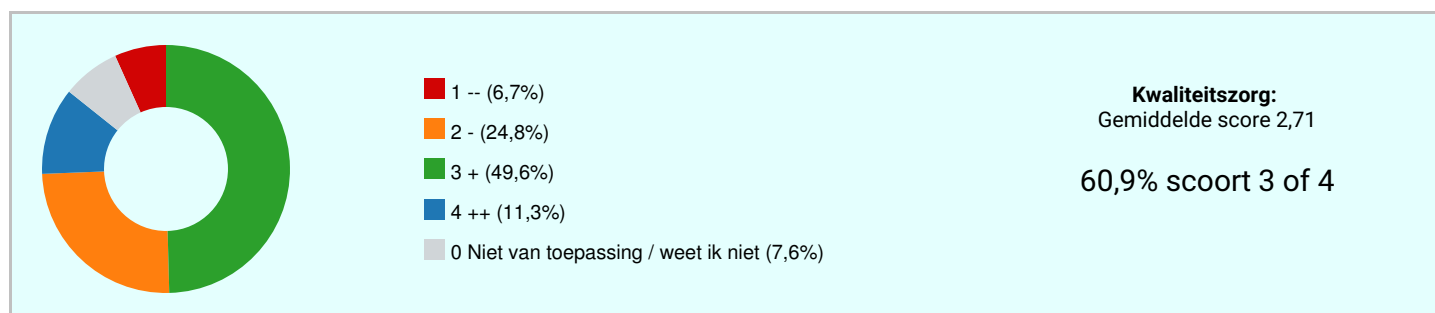 1 -- (6,7%)
2 - (24,8%)
3 + (49,6%)
4 ++ (11,3%)
0 Niet van toepassing / weet ik niet (7,6%)
Kwaliteitszorg:
Gemiddelde score 2,71
60,9% scoort 3 of 4